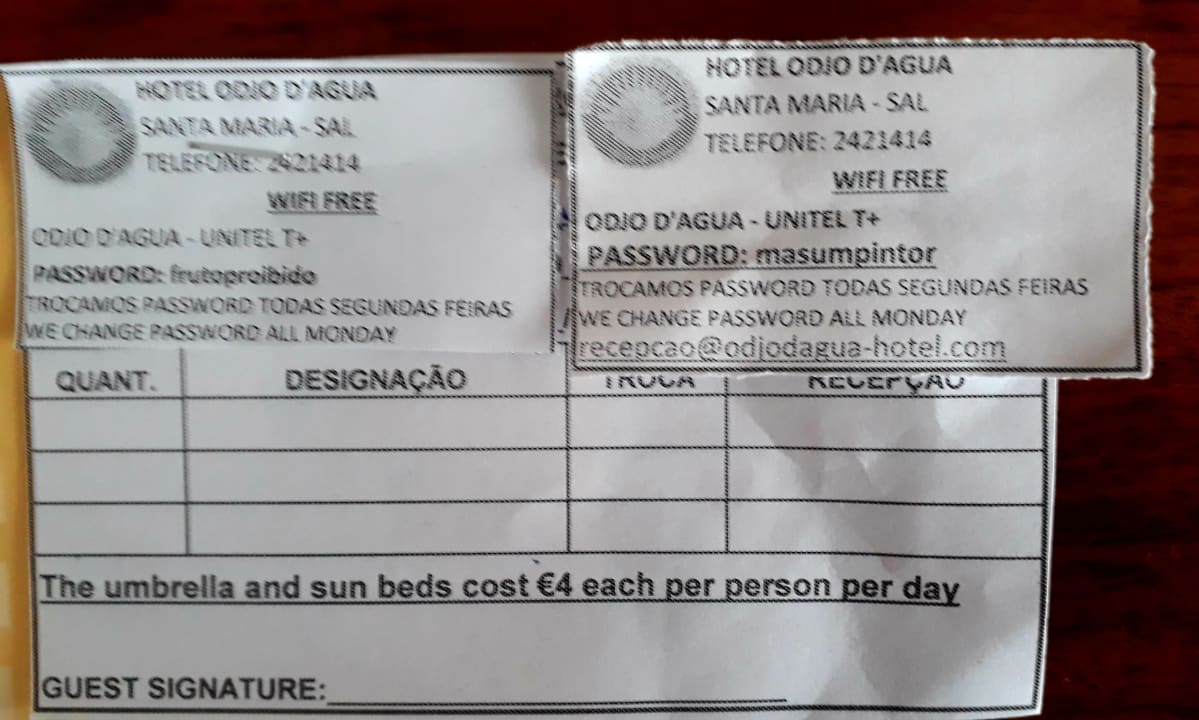 HOTEL ODJO D'AGUA
SANTA MARIA - SAL
TELEFONE: 2421414
WIFI FREE
ODJO D'AGUA - UNITEL T+
PASSWORD: frutoproibido
TROCAMOS PASSWORD TODAS SEGUNDAS FEIRAS
WE CHANGE PASSWORD ALL MONDAY
HOTEL ODJO D'AGUA
SANTA MARIA - SAL
TELEFONE: 2421414
WIFI FREE
ODJO D'AGUA - UNITEL T+
PASSWORD: masumpintor
TROCAMOS PASSWORD TODAS SEGUNDAS FEIRAS
WE CHANGE PASSWORD ALL MONDAY
recepcao@odjodagua-hotel.com
QUANT. DESIGNAÇÃO TROCA RECEPÇAO
The umbrella and sun beds cost €4 each per person per day
GUEST SIGNATURE: